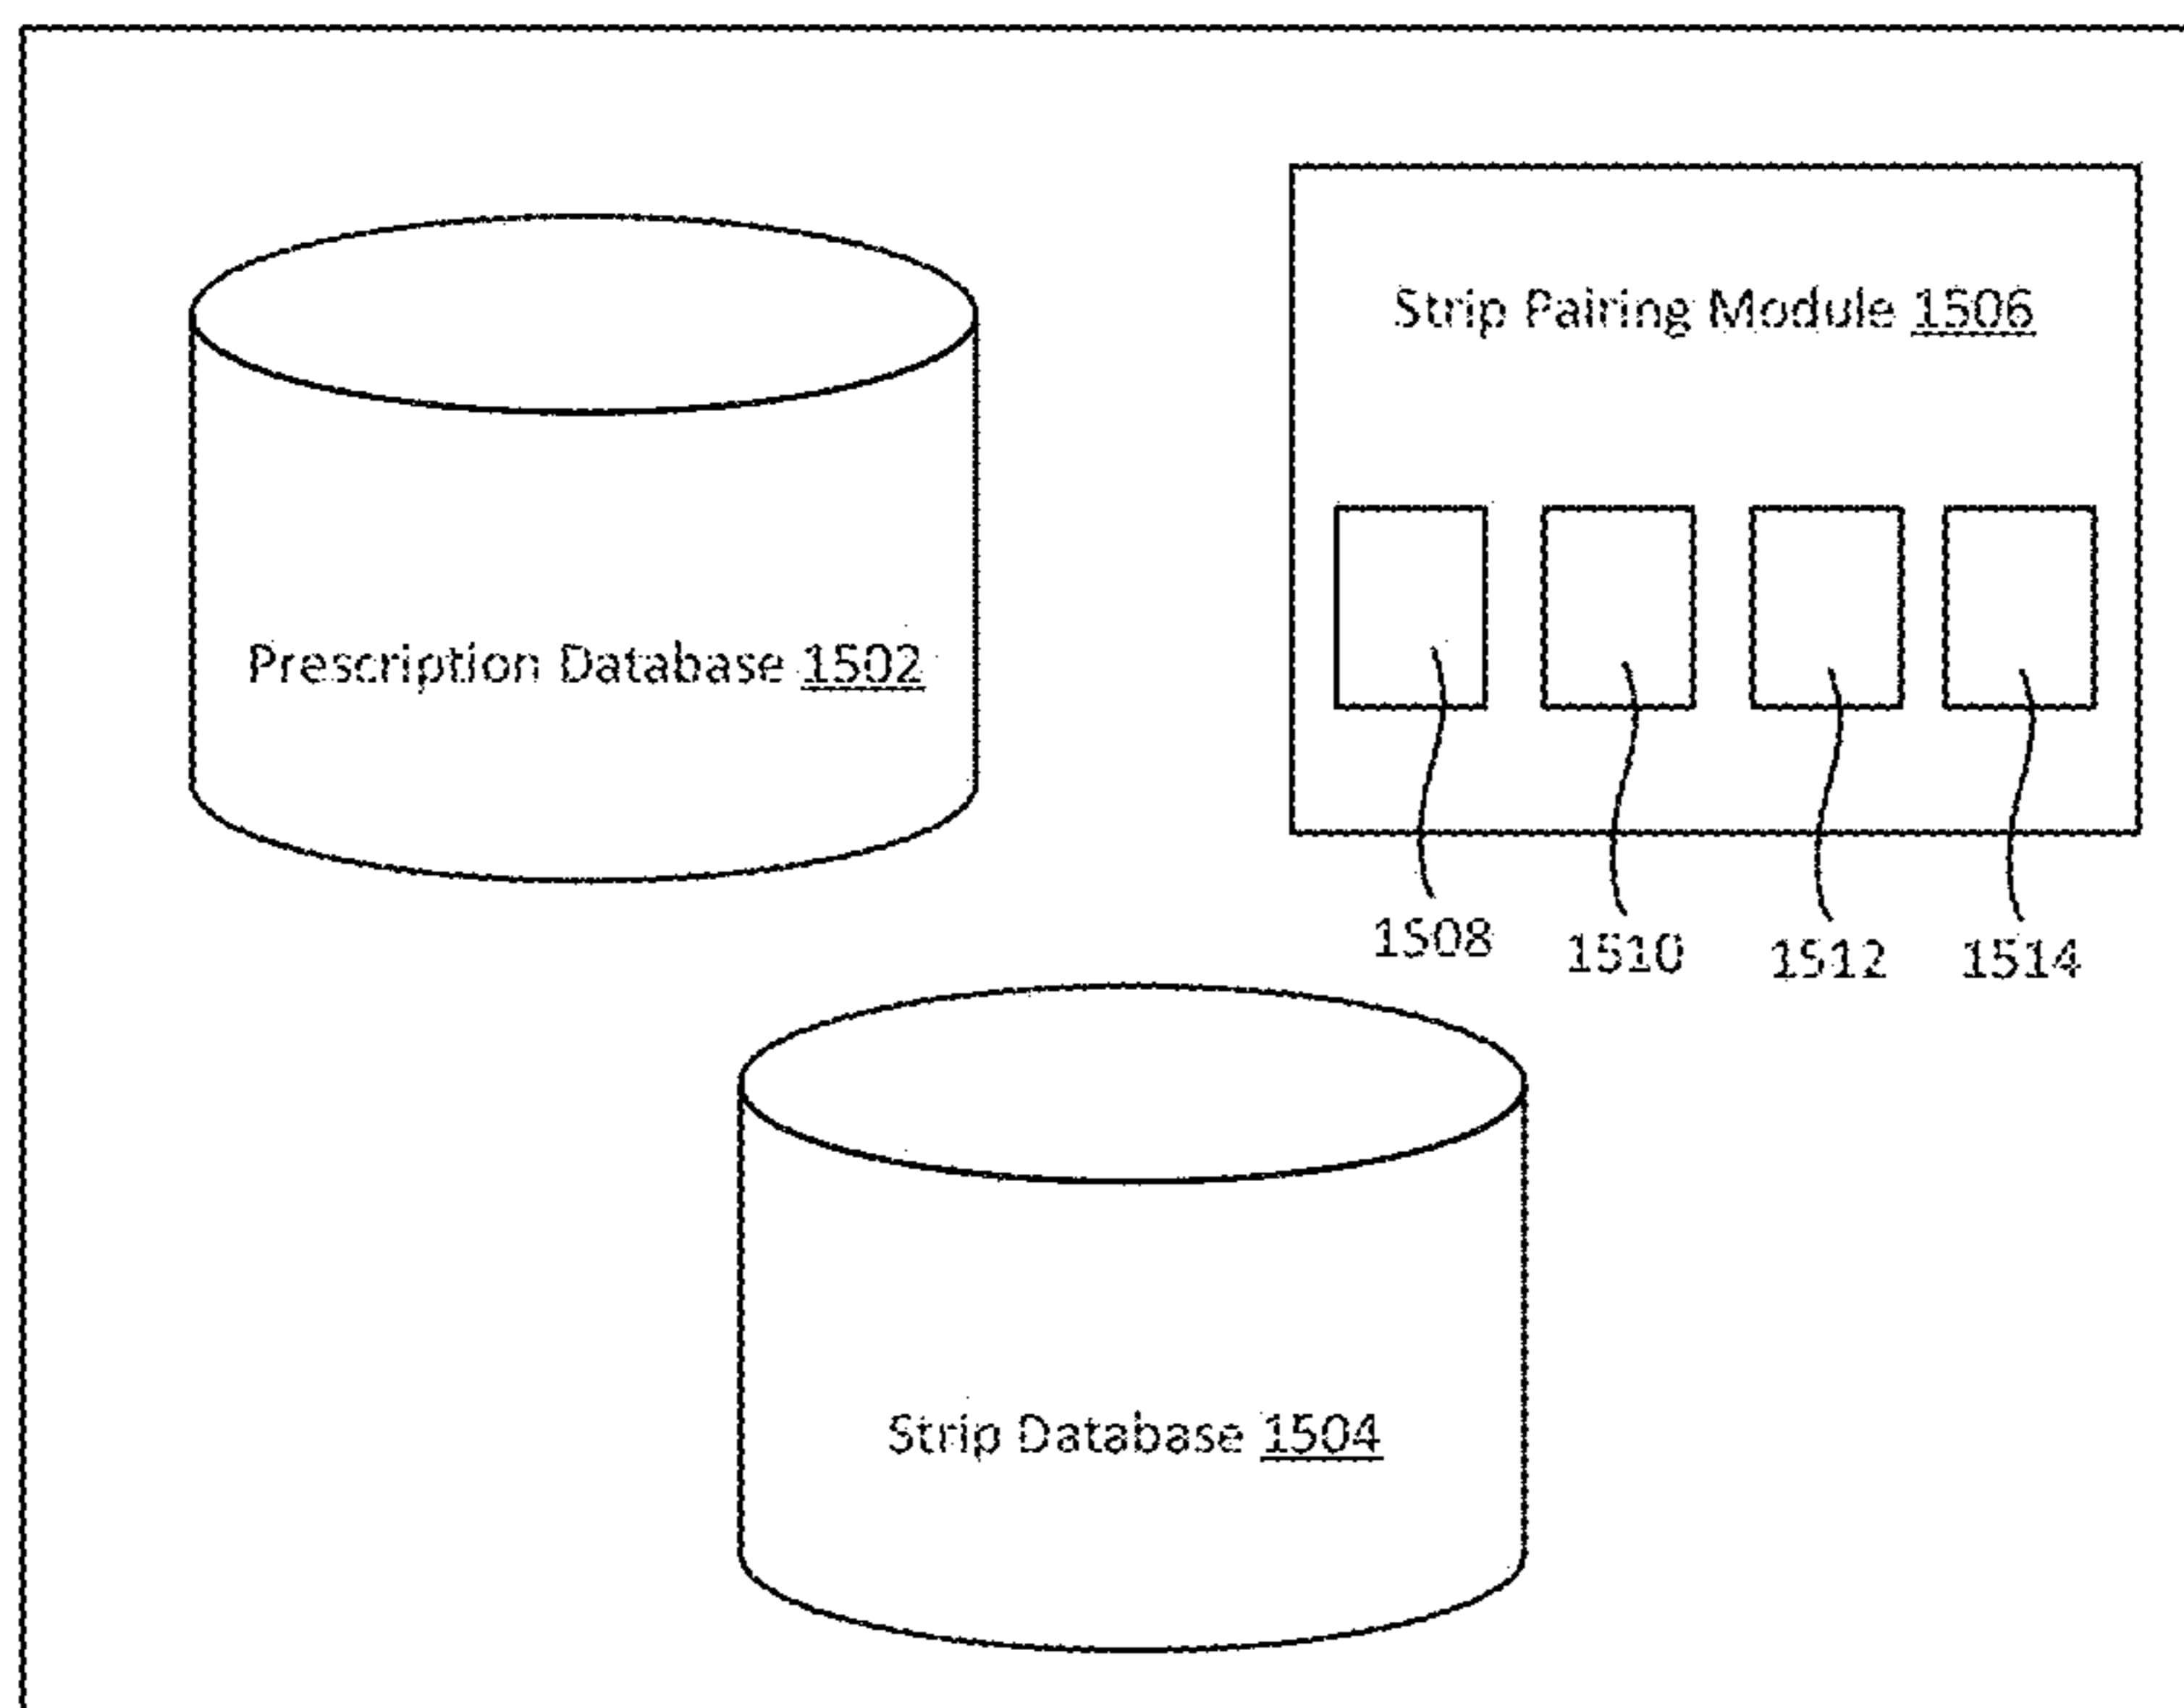 Strip Pairing Module 1506
Prescription Database 1502
1508
1510
1512
1514
Strip Database 1504